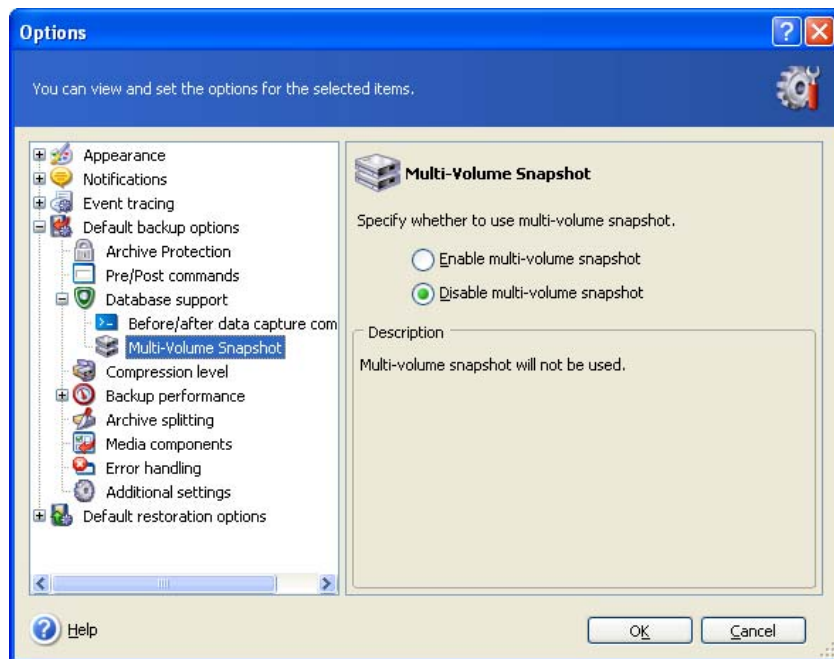 Options
You can view and set the options for the selected items.
Appearance
Notifications
Event tracing
Default backup options
Archive Protection
Pre/Post commands
Database support
Before/after data capture com
Multi-Volume Snapshot
Compression level
Backup performance
Archive splitting
Media components
Error handling
Additional settings
Default restoration options
Multi-Volume Snapshot
Specify whether to use multi-volume snapshot.
Enable multi-volume snapshot
Disable multi-volume snapshot
Description
Multi-volume snapshot will not be used.
Help
OK
Cancel